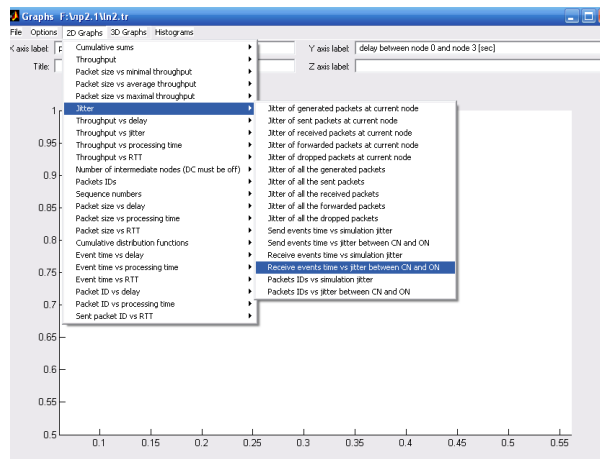 Graphs F:\np2.1\ln2.tr
File Options 2D Graphs 3D Graphs Histograms
X axis label: p
Y axis label: delay between node 0 and node 3 [sec]
Title:
Z axis label:
Cumulative sums
Throughput
Packet size vs minimal throughput
Packet size vs average throughput
Packet size vs maximal throughput
Jitter
Throughput vs delay
Throughput vs jitter
Throughput vs processing time
Throughput vs RTT
Number of intermediate nodes (DC must be off)
Packets IDs
Sequence numbers
Packet size vs delay
Packet size vs processing time
Packet size vs RTT
Cumulative distribution functions
Event time vs delay
Event time vs processing time
Event time vs RTT
Packet ID vs delay
Packet ID vs processing time
Sent packet ID vs RTT
Jitter of generated packets at current node
Jitter of sent packets at current node
Jitter of received packets at current node
Jitter of forwarded packets at current node
Jitter of dropped packets at current node
Jitter of all the generated packets
Jitter of all the sent packets
Jitter of all the received packets
Jitter of all the forwarded packets
Jitter of all the dropped packets
Send events time vs simulation jitter
Send events time vs jitter between CN and ON
Receive events time vs simulation jitter
Receive events time vs jitter between CN and ON
Packets IDs vs simulation jitter
Packets IDs vs jitter between CN and ON
1
0.95
0.9
0.85
0.8
0.75
0.7
0.65
0.6
0.55
0.5
0.1 0.15 0.2 0.25 0.3 0.35 0.4 0.45 0.5 0.55